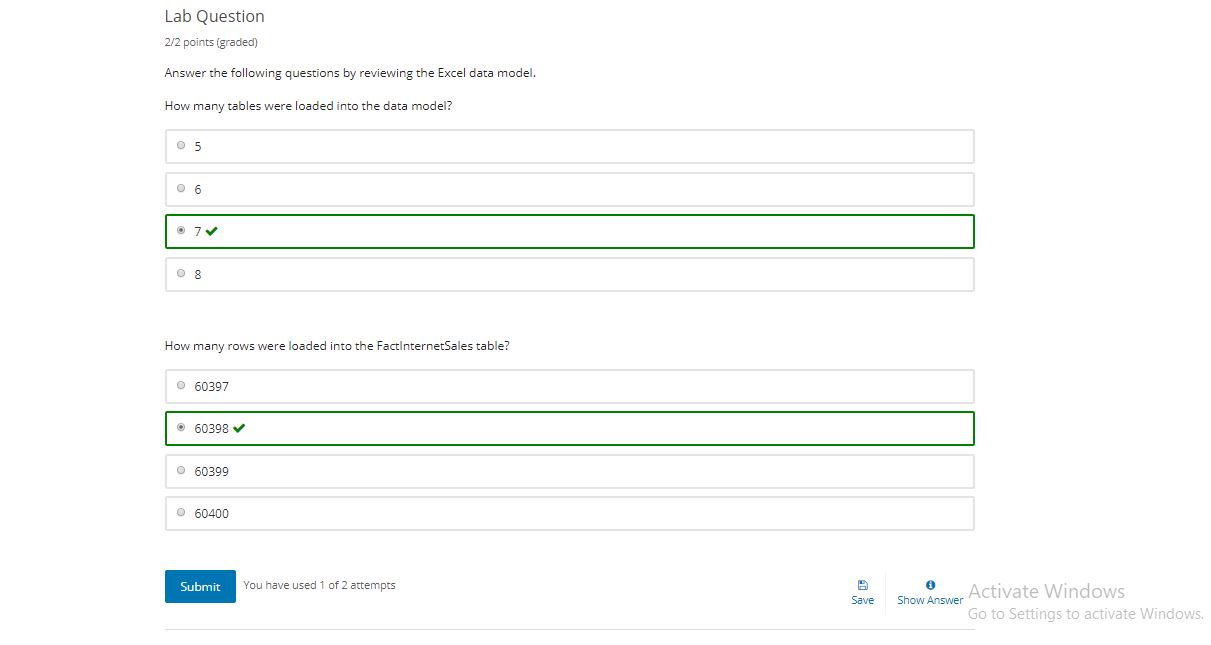 Lab Question
2/2 points (graded)
Answer the following questions by reviewing the Excel data model.
How many tables were loaded into the data model?
5
6
7
8
How many rows were loaded into the FactInternetSales table?
60397
60398
60399
60400
Submit
You have used 1 of 2 attempts
Save
Show Answer
Activate Windows
Go to Settings to activate Windows.